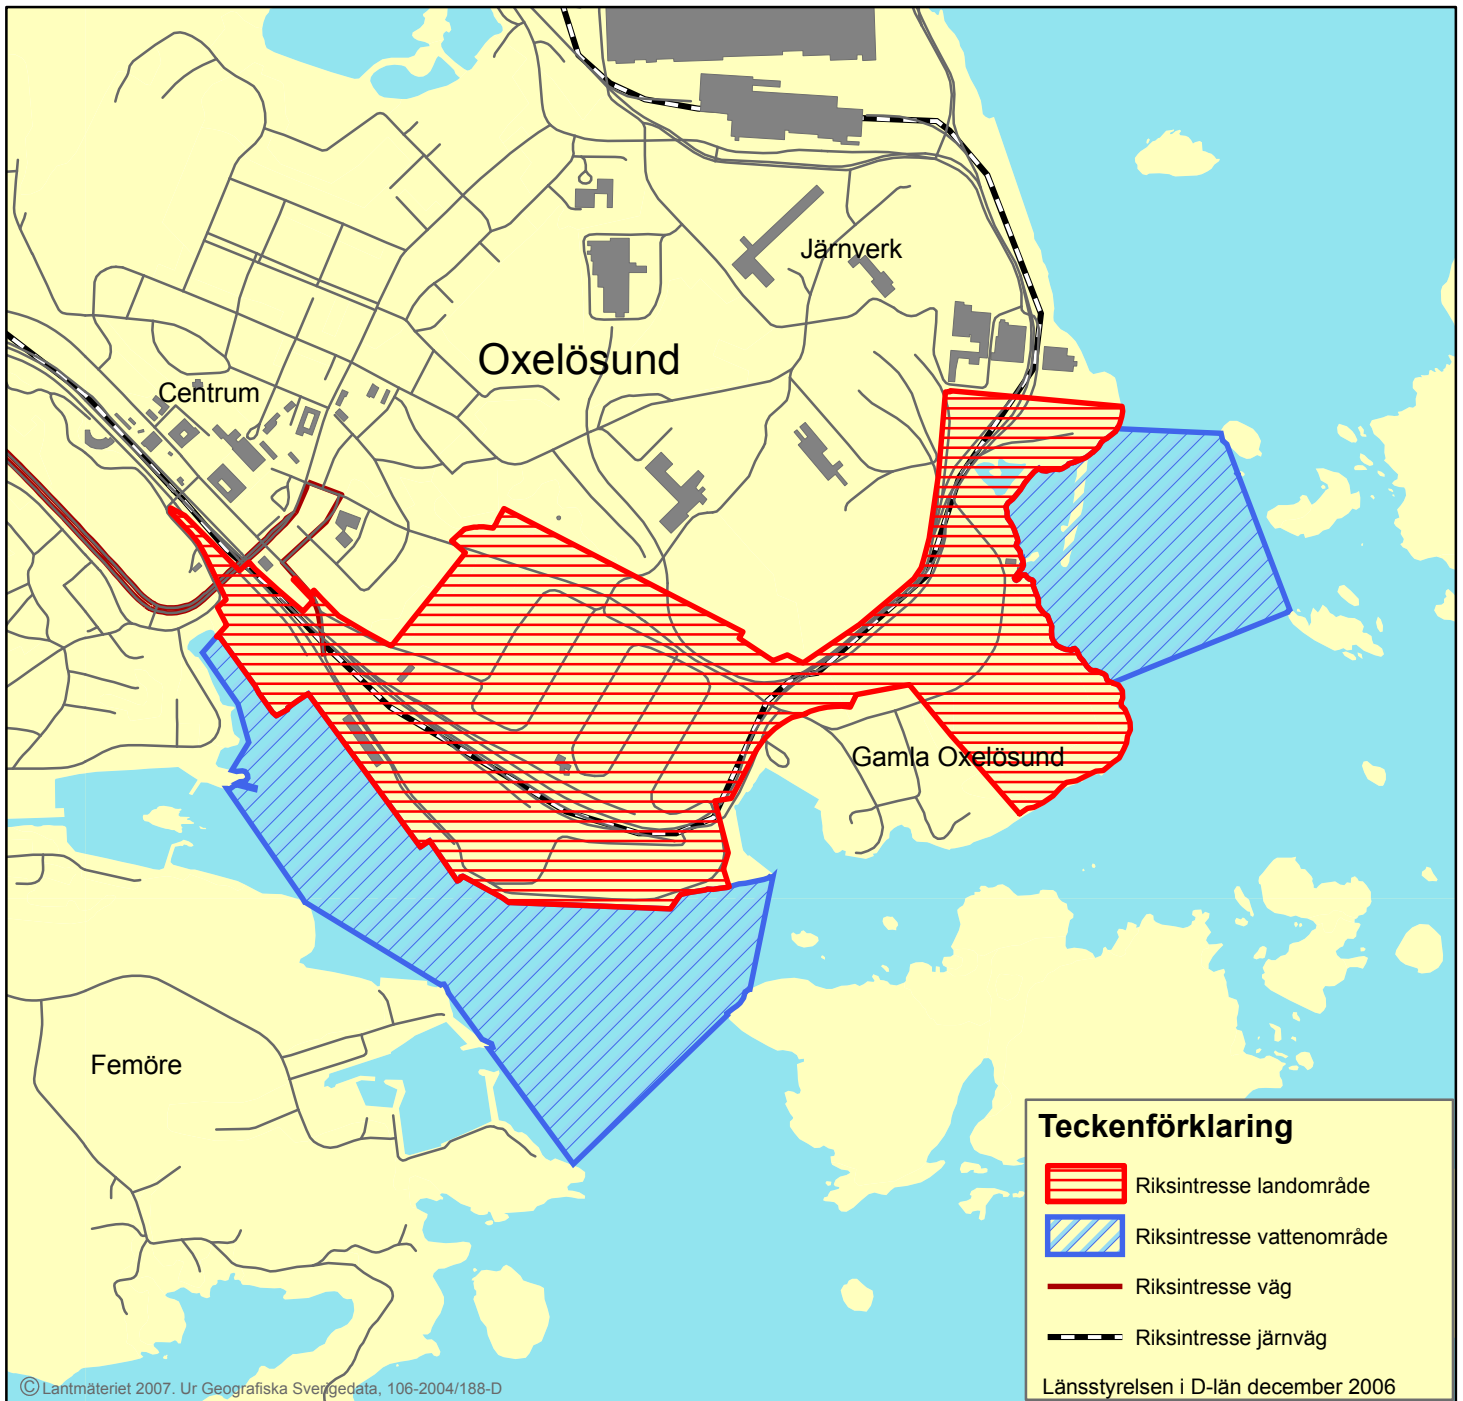 Järnverk
Oxelösund
Centrum
Gamla Oxelösund
Femöre
Teckenförklaring
Riksintresse landområde
Riksintresse vattenområde
Riksintresse väg
Riksintresse järnväg
Länsstyrelsen i D-län december 2006
© Lantmäteriet 2007. Ur Geografiska Sverigedata, 106-2004/188-D